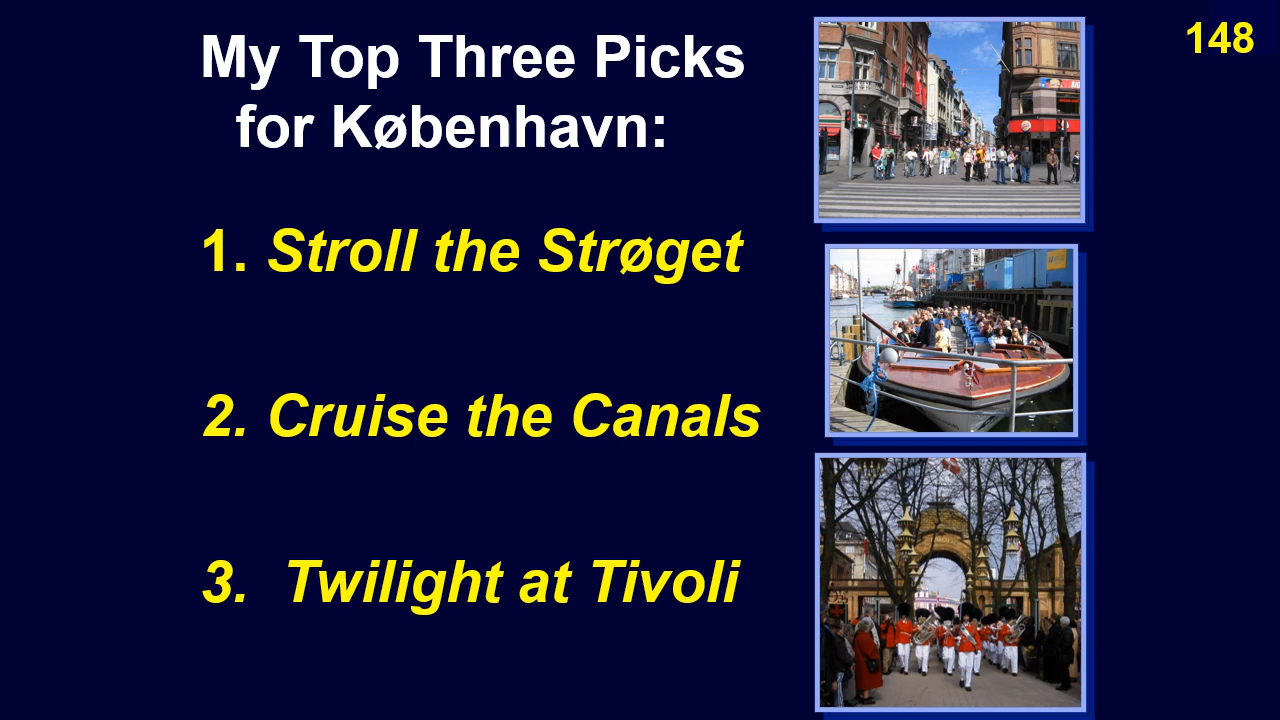 148
My Top Three Picks
for København:
1. Stroll the Strøget
2. Cruise the Canals
3. Twilight at Tivoli